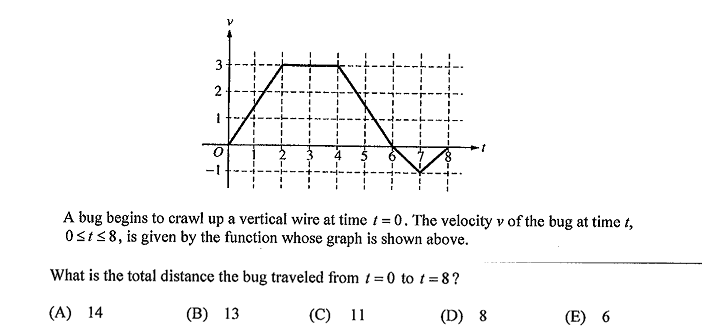 v
3
2
1
O 1 2 3 4 5 6 7 8 t
-1
A bug begins to crawl up a vertical wire at time t = 0. The velocity v of the bug at time t,
0 ≤ t ≤ 8, is given by the function whose graph is shown above.
What is the total distance the bug traveled from t = 0 to t = 8?
(A) 14 (B) 13 (C) 11 (D) 8 (E) 6